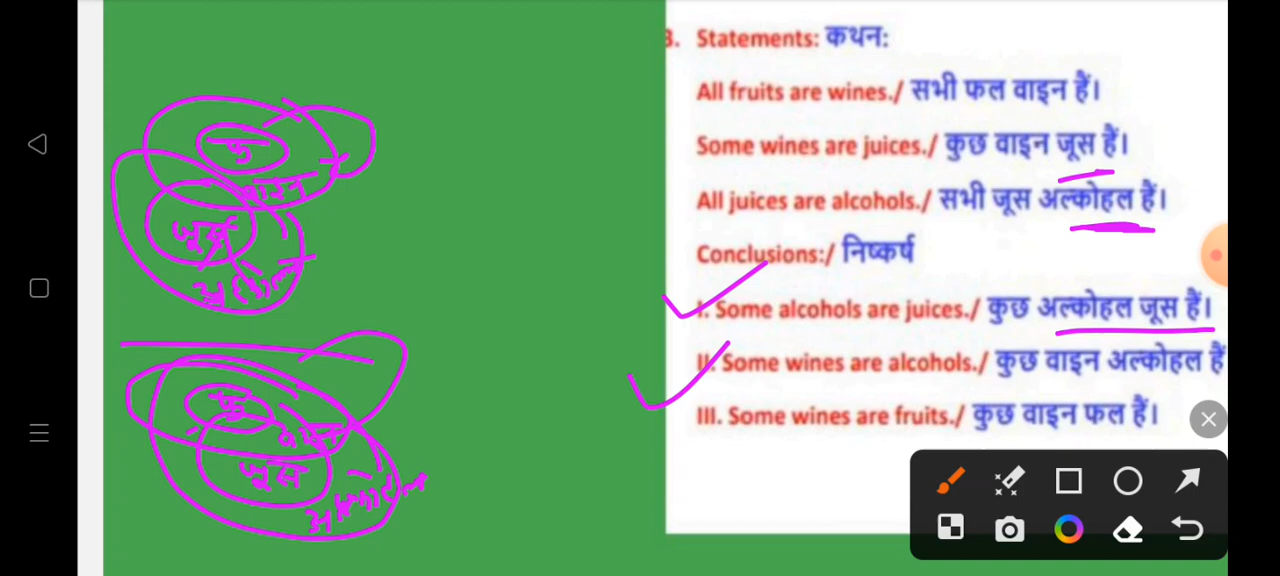 3. Statements: कथन:
All fruits are wines./ सभी फल वाइन हैं।
Some wines are juices./ कुछ वाइन जूस हैं।
All juices are alcohols./ सभी जूस अल्कोहल हैं।
Conclusions:/ निष्कर्ष
I. Some alcohols are juices./ कुछ अल्कोहल जूस हैं।
II. Some wines are alcohols./ कुछ वाइन अल्कोहल हैं
III. Some wines are fruits./ कुछ वाइन फल हैं।
फ
वाइन
जूस
फ
जूस